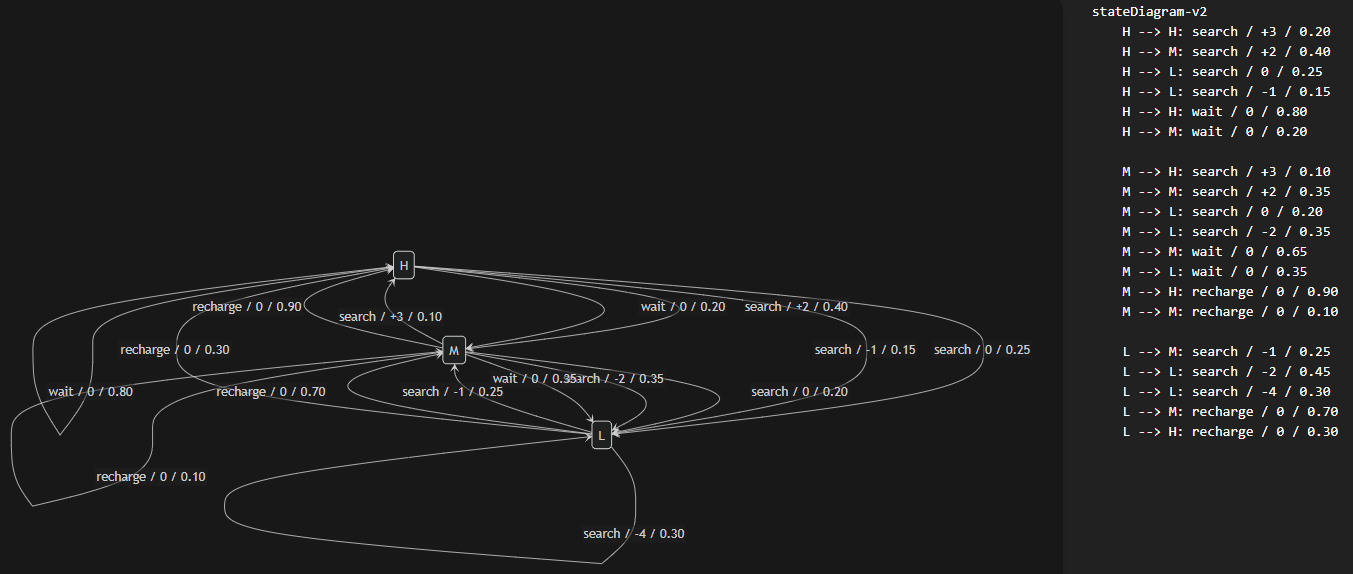 H
recharge / 0 / 0.90
wait / 0 / 0.20
search / +2 / 0.40
search / +3 / 0.10
recharge / 0 / 0.30
M
search / -1 / 0.15
search / 0 / 0.25
wait / 0 / 0.35
search / -2 / 0.35
wait / 0 / 0.80
recharge / 0 / 0.70
search / -1 / 0.25
search / 0 / 0.20
L
recharge / 0 / 0.10
search / -4 / 0.30
stateDiagram-v2
H --> H: search / +3 / 0.20
H --> M: search / +2 / 0.40
H --> L: search / 0 / 0.25
H --> L: search / -1 / 0.15
H --> H: wait / 0 / 0.80
H --> M: wait / 0 / 0.20
M --> H: search / +3 / 0.10
M --> M: search / +2 / 0.35
M --> L: search / 0 / 0.20
M --> L: search / -2 / 0.35
M --> M: wait / 0 / 0.65
M --> L: wait / 0 / 0.35
M --> H: recharge / 0 / 0.90
M --> M: recharge / 0 / 0.10
L --> M: search / -1 / 0.25
L --> L: search / -2 / 0.45
L --> L: search / -4 / 0.30
L --> M: recharge / 0 / 0.70
L --> H: recharge / 0 / 0.30